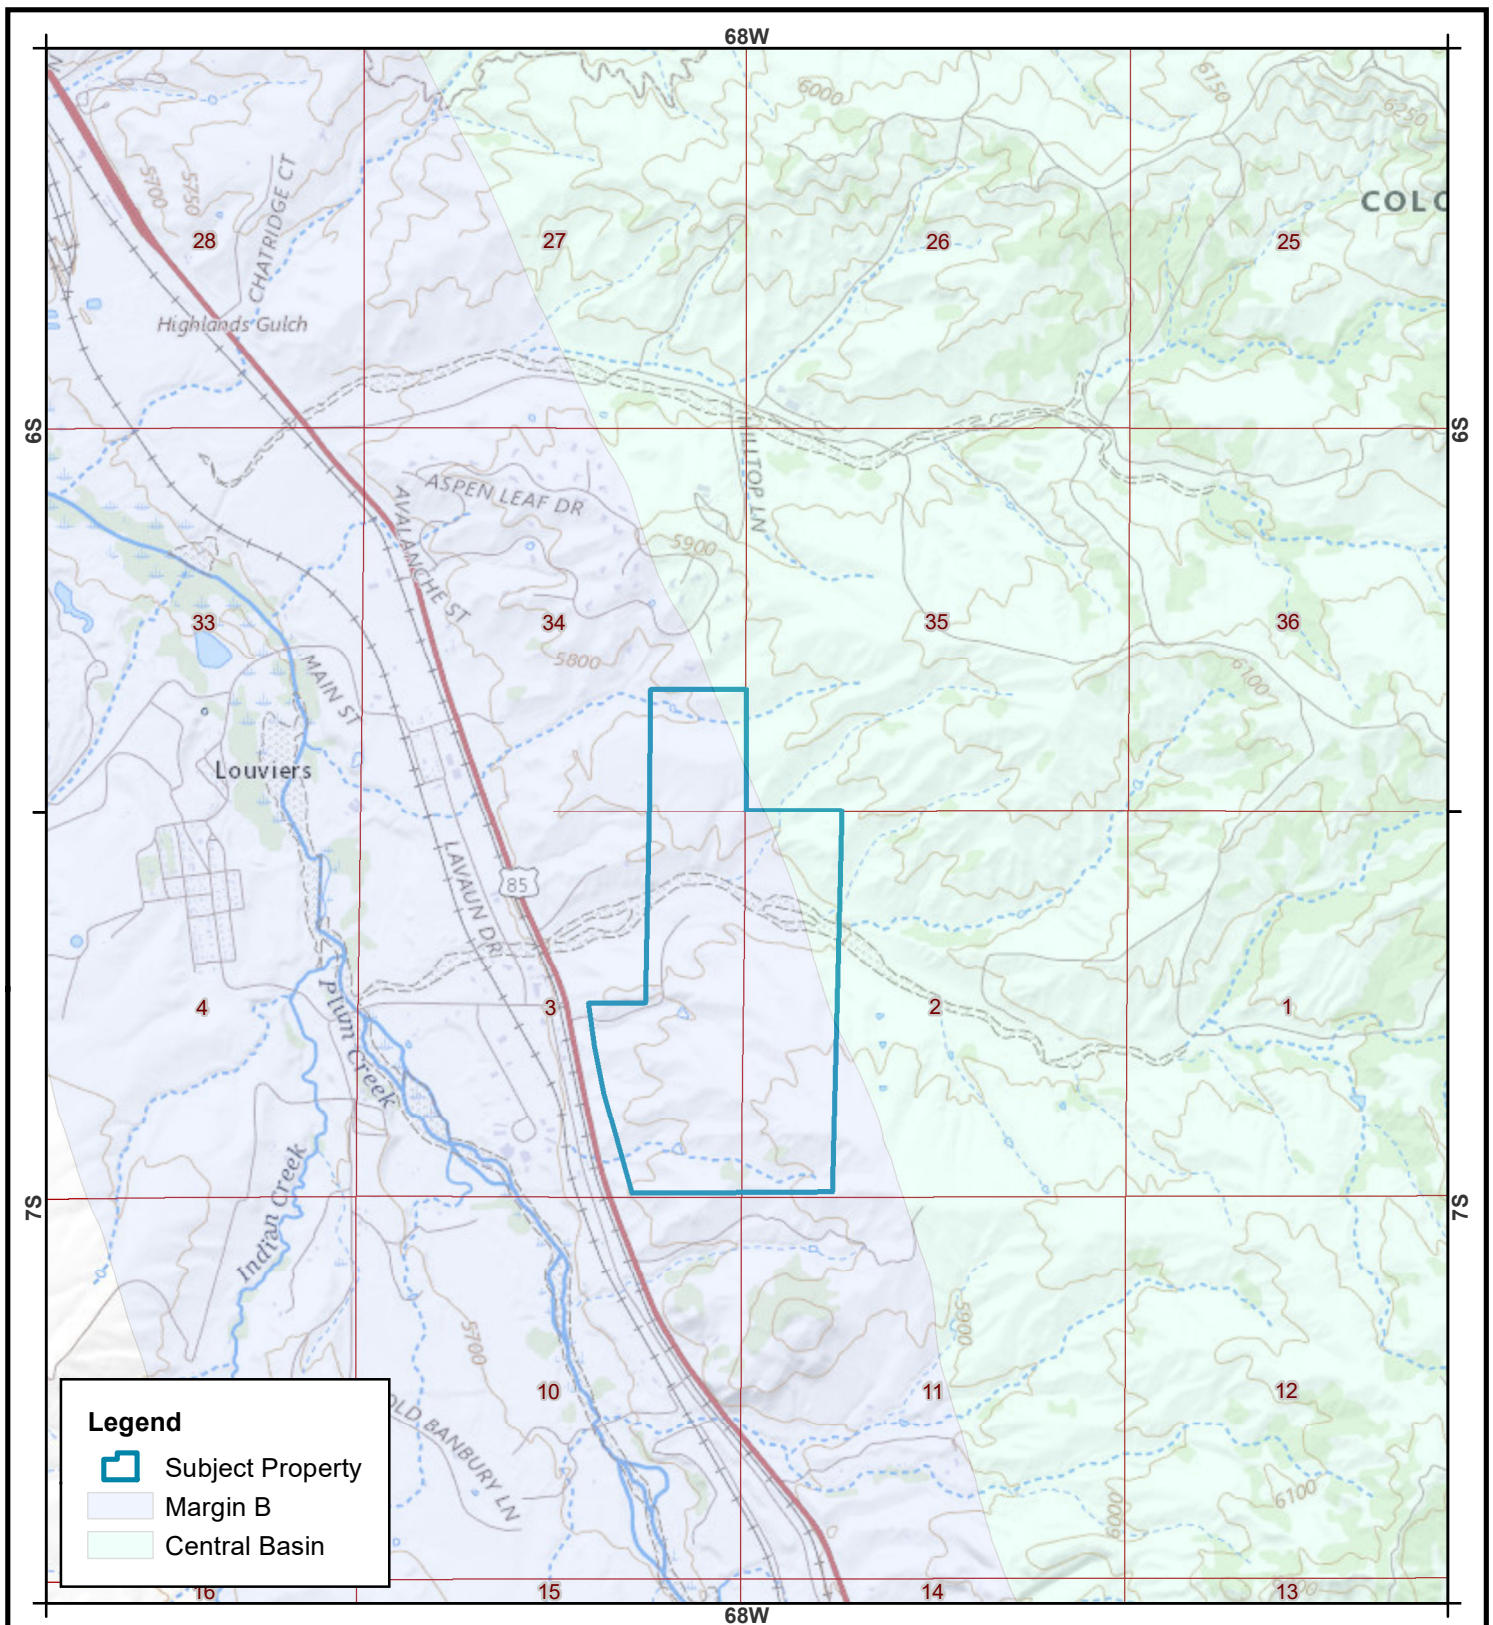 68W
6000
6150
6250
COLO
5700
5750
CHATRIDGE CT
28
27
26
25
Highlands Gulch
6S
6S
ASPEN LEAF DR
AVALANCHE ST
HILLTOP LN
5900
33
34
35
36
MAIN ST
5800
6100
Louviers
LAVAUN DR
85
4
3
2
1
Plum Creek
Indian Creek
7S
7S
5700
5900
10
11
12
OLD BANBURY LN
6000
6100
Legend
Subject Property
Margin B
Central Basin
16
15
14
13
68W